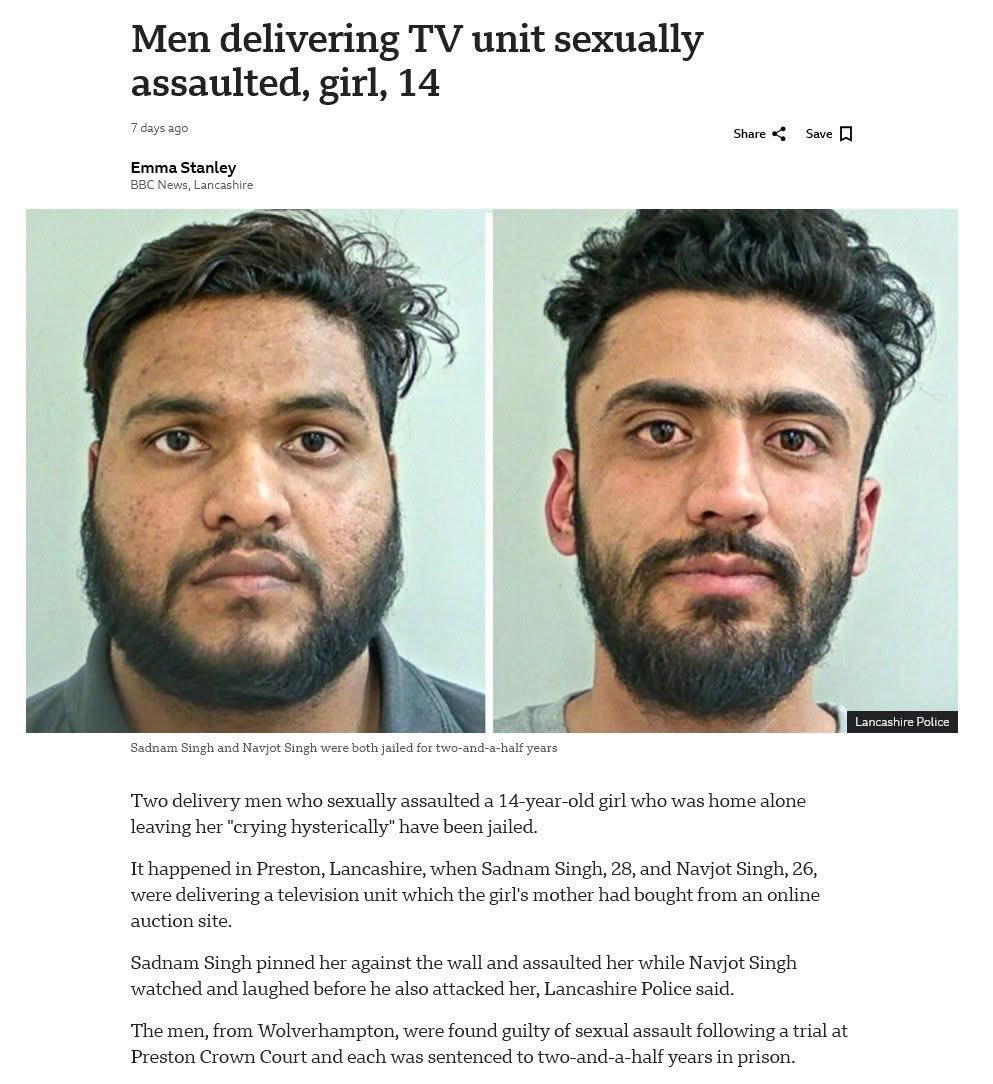 Men delivering TV unit sexually
assaulted, girl, 14
7 days ago
Share
Save
Emma Stanley
BBC News, Lancashire
Lancashire Police
Sadnam Singh and Navjot Singh were both jailed for two-and-a-half years
Two delivery men who sexually assaulted a 14-year-old girl who was home alone
leaving her "crying hysterically" have been jailed.
It happened in Preston, Lancashire, when Sadnam Singh, 28, and Navjot Singh, 26,
were delivering a television unit which the girl's mother had bought from an online
auction site.
Sadnam Singh pinned her against the wall and assaulted her while Navjot Singh
watched and laughed before he also attacked her, Lancashire Police said.
The men, from Wolverhampton, were found guilty of sexual assault following a trial at
Preston Crown Court and each was sentenced to two-and-a-half years in prison.